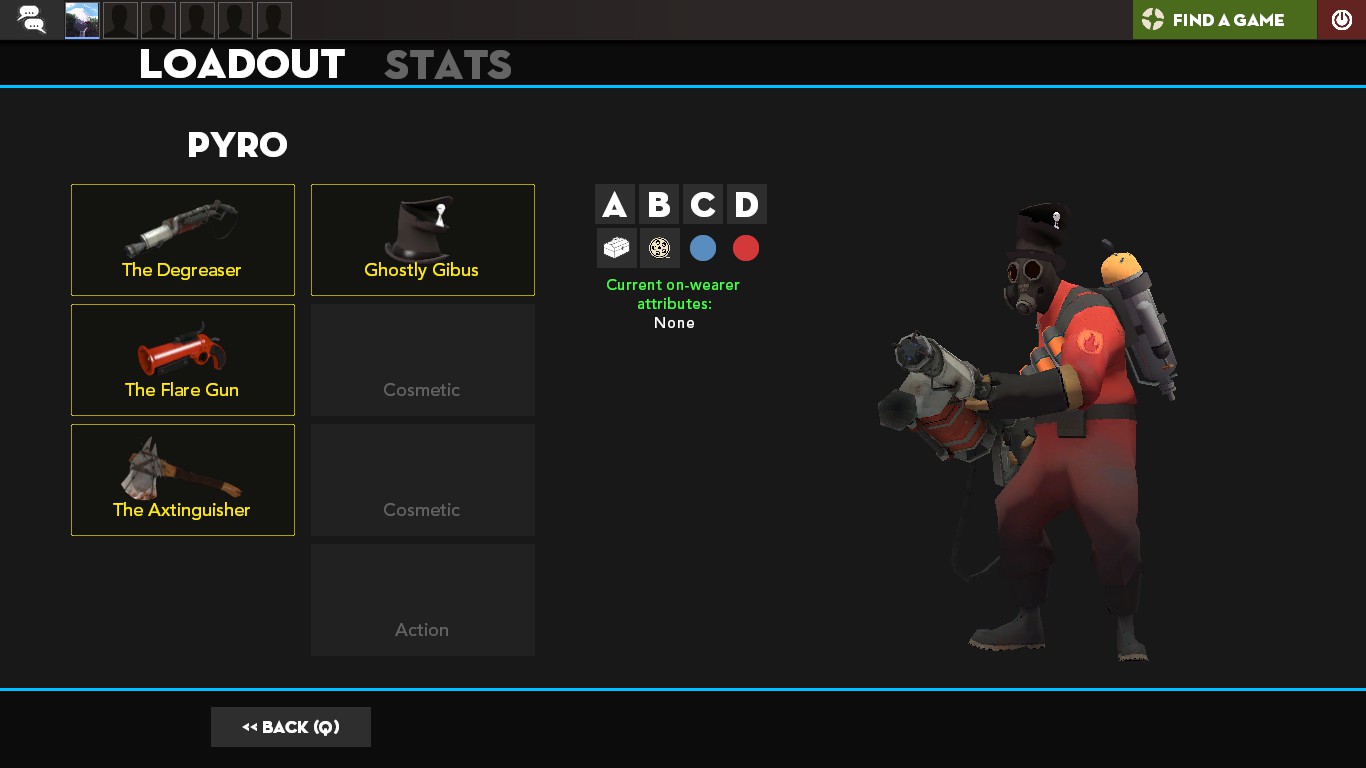 FIND A GAME
LOADOUT STATS
PYRO
The Degreaser
Ghostly Gibus
The Flare Gun
Cosmetic
The Axtinguisher
Cosmetic
Action
A B C D
Current on-wearer
attributes:
None
<< BACK (Q)